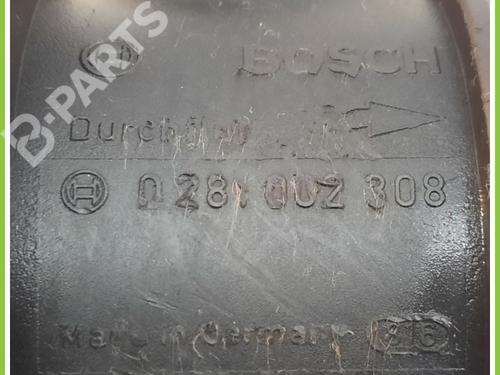 B-PARTS
BOSCH
Durchfluß
0 281 002 308
Made in Germany